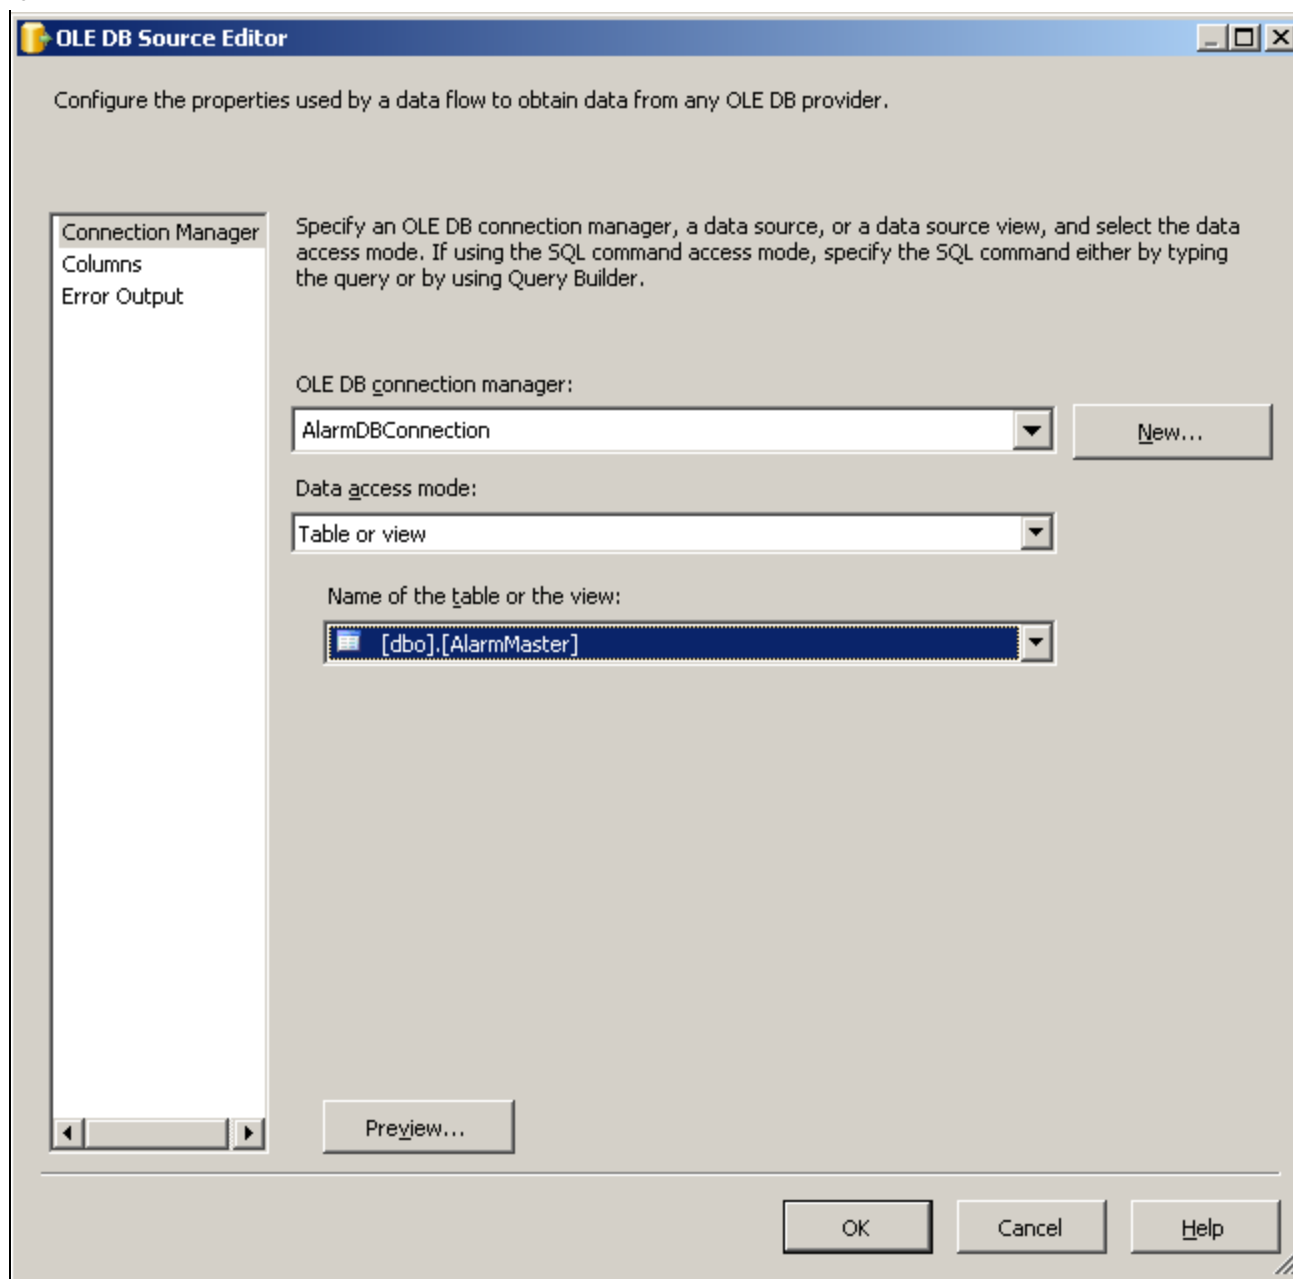 OLE DB Source Editor
Configure the properties used by a data flow to obtain data from any OLE DB provider.
Connection Manager
Columns
Error Output
Specify an OLE DB connection manager, a data source, or a data source view, and select the data
access mode. If using the SQL command access mode, specify the SQL command either by typing
the query or by using Query Builder.
OLE DB connection manager:
AlarmDBConnection
New...
Data access mode:
Table or view
Name of the table or the view:
[dbo].[AlarmMaster]
Preview...
OK
Cancel
Help